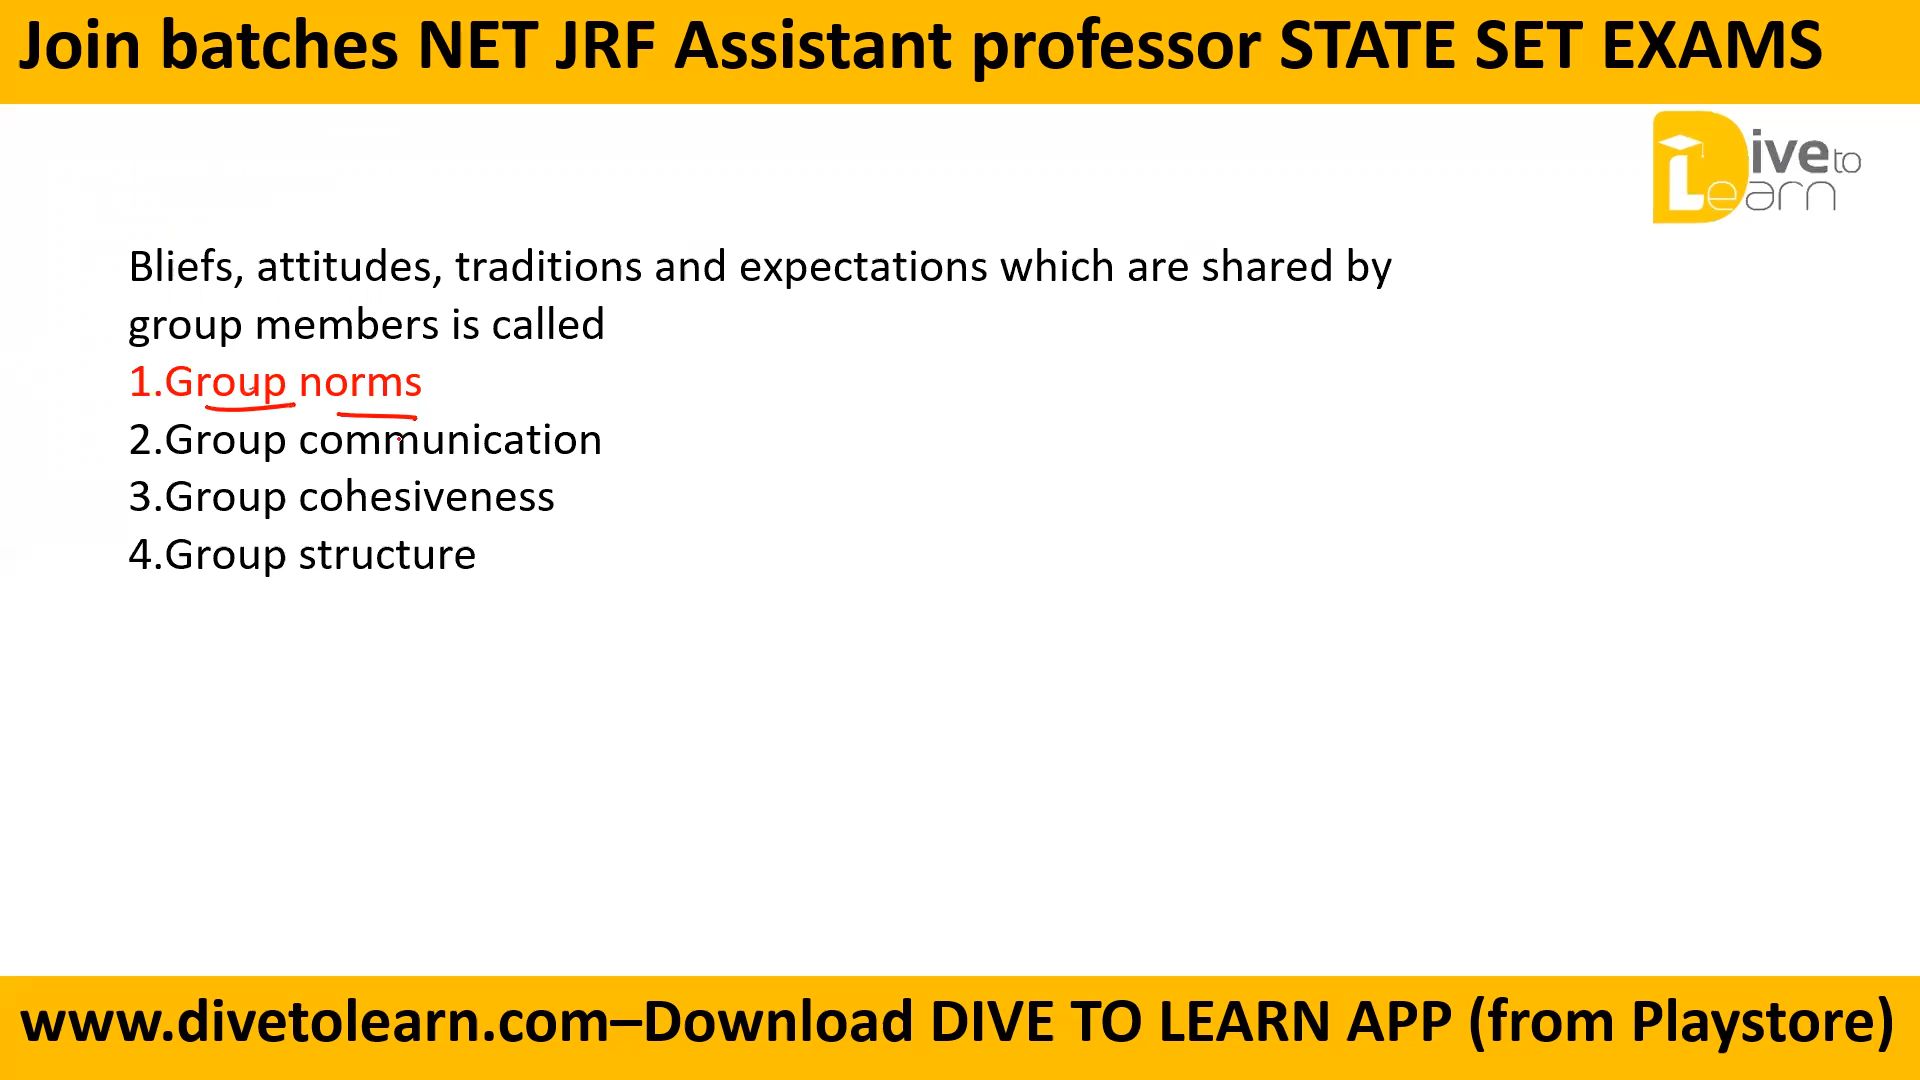 Join batches NET JRF Assistant professor STATE SET EXAMS
Dive to
Learn
Bliefs, attitudes, traditions and expectations which are shared by
group members is called
1.Group norms
2.Group communication
3.Group cohesiveness
4.Group structure
www.divetolearn.com–Download DIVE TO LEARN APP (from Playstore)